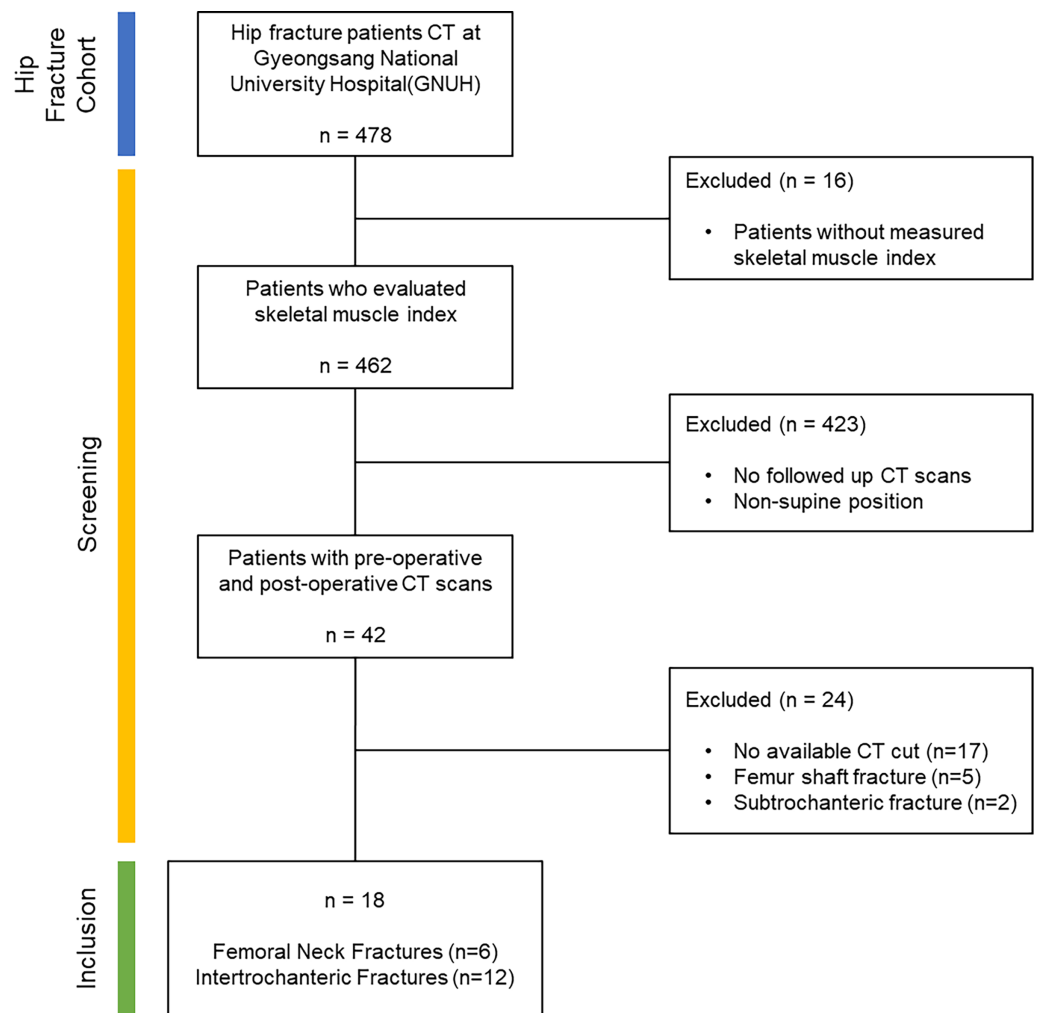 Hip
Fracture
Cohort
Hip fracture patients CT at
Gyeongsang National
University Hospital(GNUH)
n = 478
Excluded (n = 16)
• Patients without measured
skeletal muscle index
Screening
Patients who evaluated
skeletal muscle index
n = 462
Excluded (n = 423)
• No followed up CT scans
• Non-supine position
Patients with pre-operative
and post-operative CT scans
n = 42
Excluded (n = 24)
• No available CT cut (n=17)
• Femur shaft fracture (n=5)
• Subtrochanteric fracture (n=2)
Inclusion
n = 18
Femoral Neck Fractures (n=6)
Intertrochanteric Fractures (n=12)